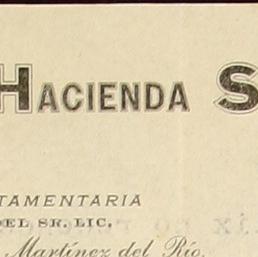 HACIENDA S
TAMENTARIA
DEL SR. LIC.
Martínez del Río.